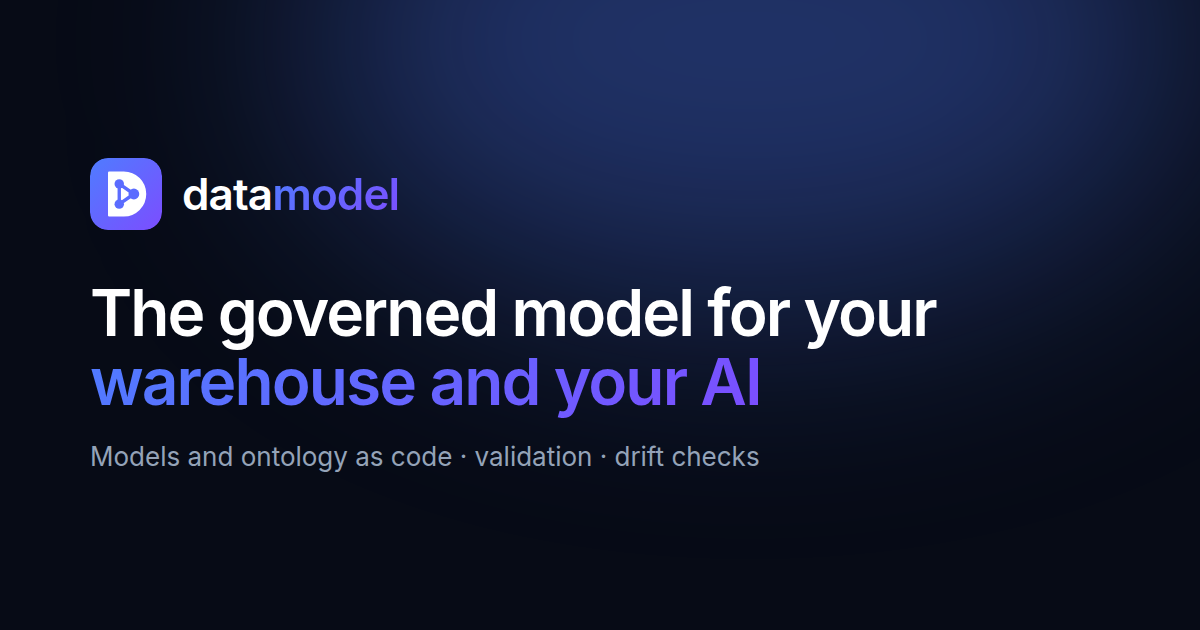 datamodel
The governed model for your
warehouse and your AI
Models and ontology as code · validation · drift checks